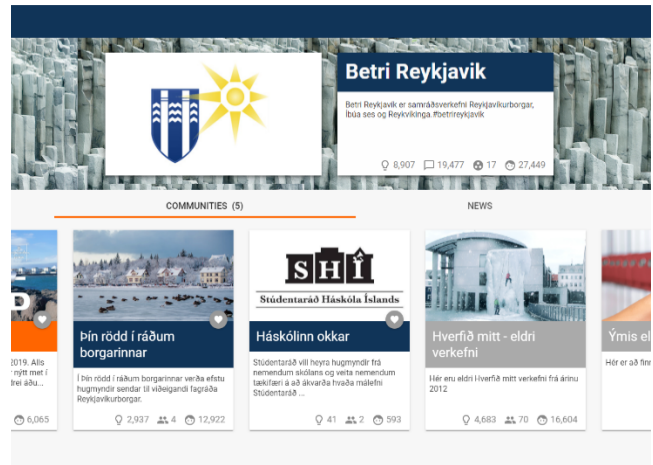 Betri Reykjavik
Betri Reykjavik er samráðsverkefni Reykjavíkurborgar,
Íbúa ses og Reykvíkinga.#betrireykjavik
8,907 19,477 17 27,449
COMMUNITIES (5) NEWS
2019. Alls
nýtt met í
drei áðu...
6,065
Þín rödd í ráðum
borgarinnar
Í Þín rödd í ráðum borgarinnar verða efstu
hugmyndir sendar til viðeigandi fagráða
Reykjavíkurborgar.
2,937 4 12,922
SHÍ
Stúdentaráð Háskóla Íslands
Háskólinn okkar
Stúdentaráð vill heyra hugmyndir frá
nemendum skólans og veita nemendum
tækifæri á að ákvarða hvaða málefni
Stúdentaráð ...
41 2 593
Hverfið mitt - eldri
verkefni
Hér eru eldri Hverfið mitt verkefni frá árinu
2012
4,683 70 16,604
Ýmis el
Hér er að finn